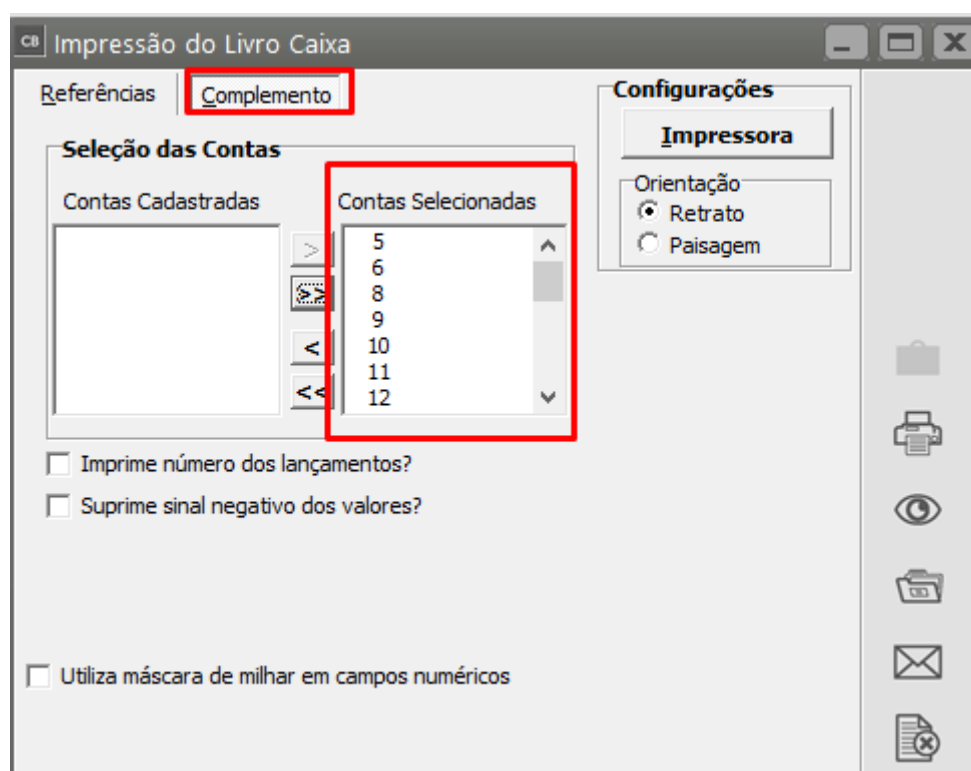 CB Impressão do Livro Caixa
Referências
Complemento
Seleção das Contas
Contas Cadastradas
>
>>
<
<<
Contas Selecionadas
5
6
8
9
10
11
12
Imprime número dos lançamentos?
Suprime sinal negativo dos valores?
Utiliza máscara de milhar em campos numéricos
Configurações
Impressora
Orientação
Retrato
Paisagem